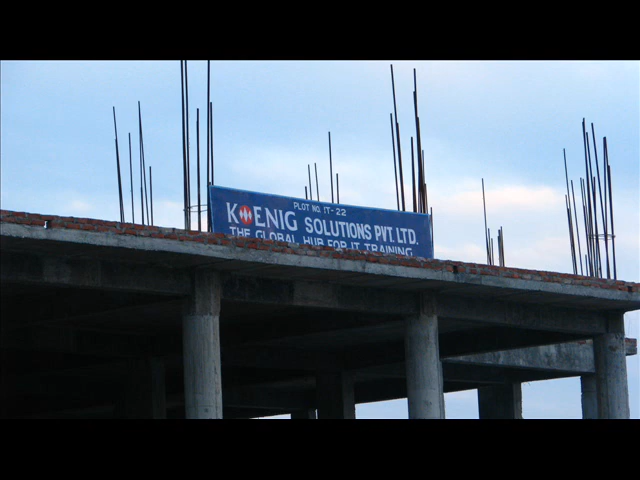 PLOT NO. IT-22
KOENIG SOLUTIONS PVT. LTD.
THE GLOBAL HUB FOR IT TRAINING